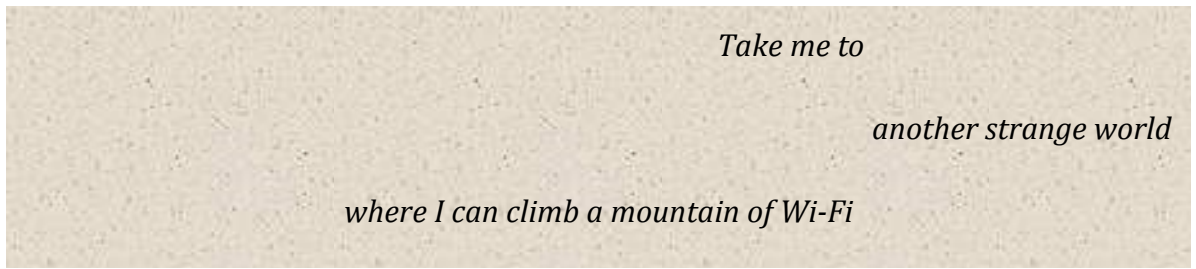 Take me to
another strange world
where I can climb a mountain of Wi-Fi